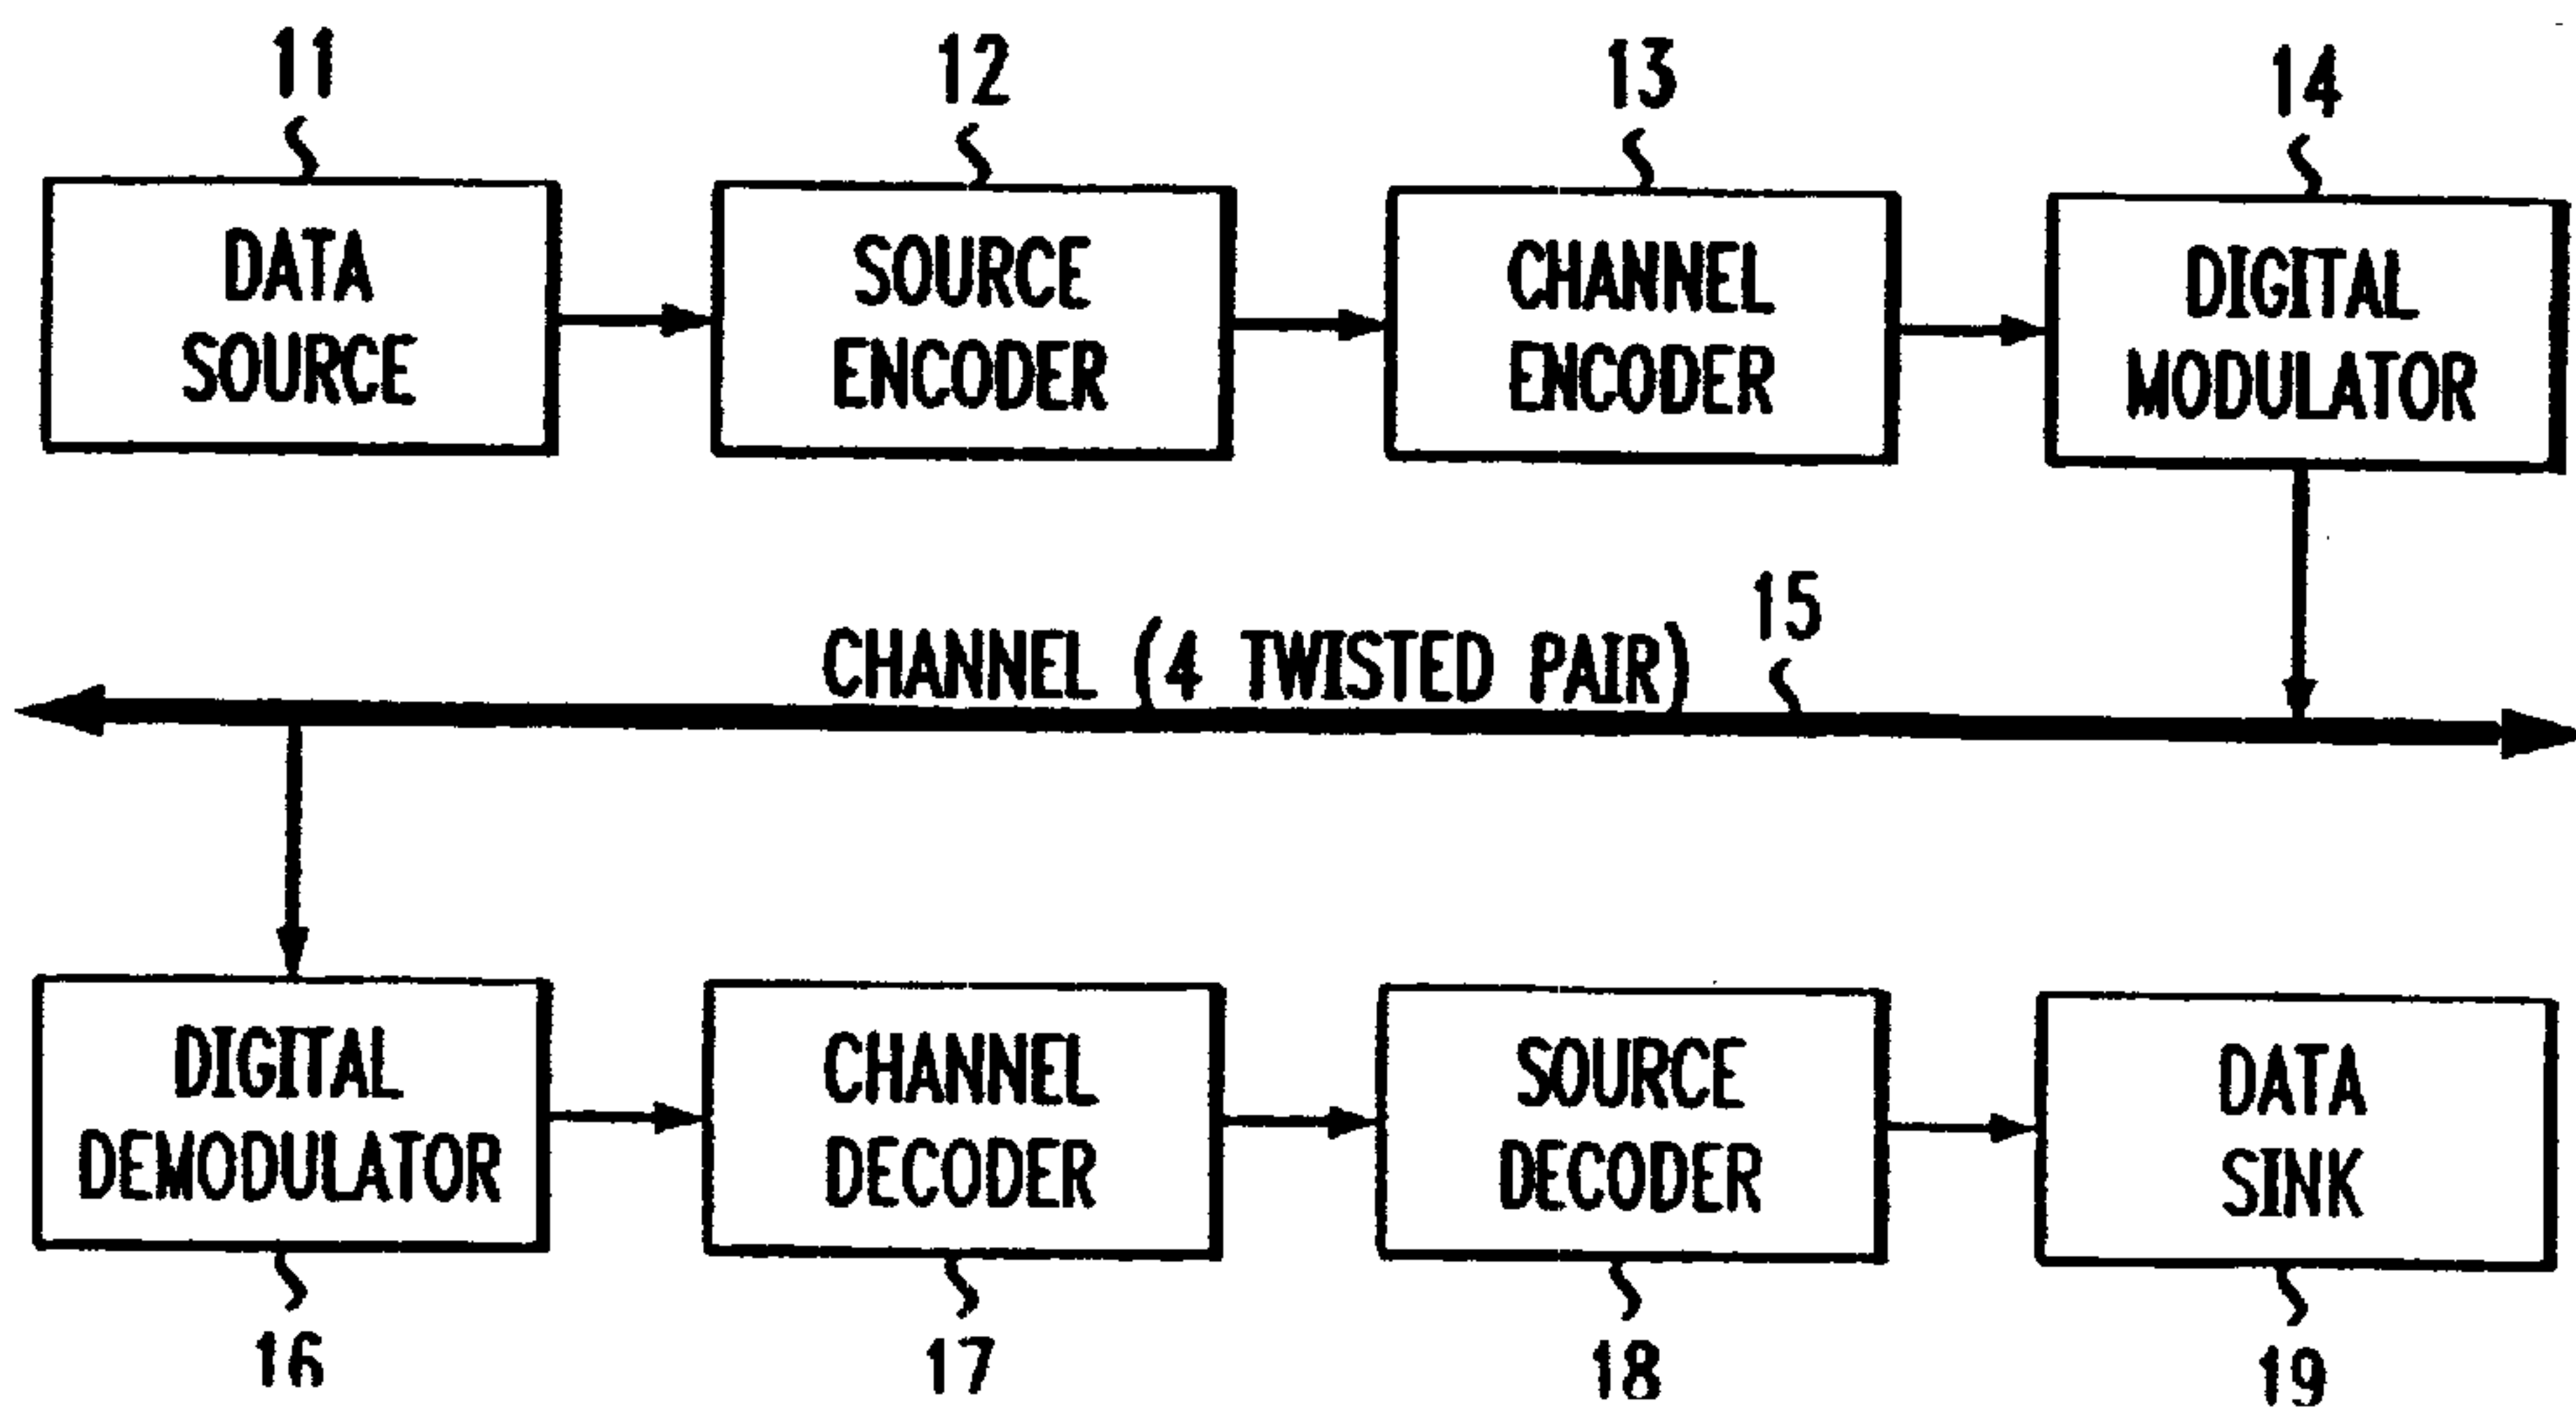 11
12
13
14
DATA
SOURCE
SOURCE
ENCODER
CHANNEL
ENCODER
DIGITAL
MODULATOR
15
CHANNEL (4 TWISTED PAIR)
DIGITAL
DEMODULATOR
CHANNEL
DECODER
SOURCE
DECODER
DATA
SINK
16
17
18
19